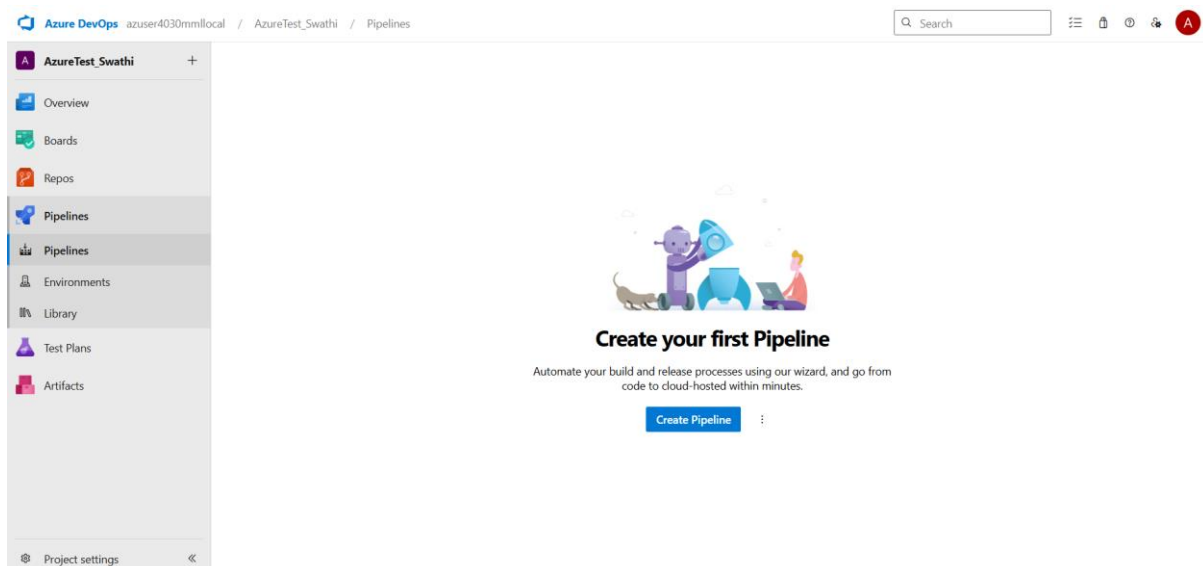 Azure DevOps azuser4030mmllocal / AzureTest_Swathi / Pipelines
Search
A
A AzureTest_Swathi +
Overview
Boards
Repos
Pipelines
Pipelines
Environments
Library
Test Plans
Artifacts
Create your first Pipeline
Automate your build and release processes using our wizard, and go from
code to cloud-hosted within minutes.
Create Pipeline
Project settings